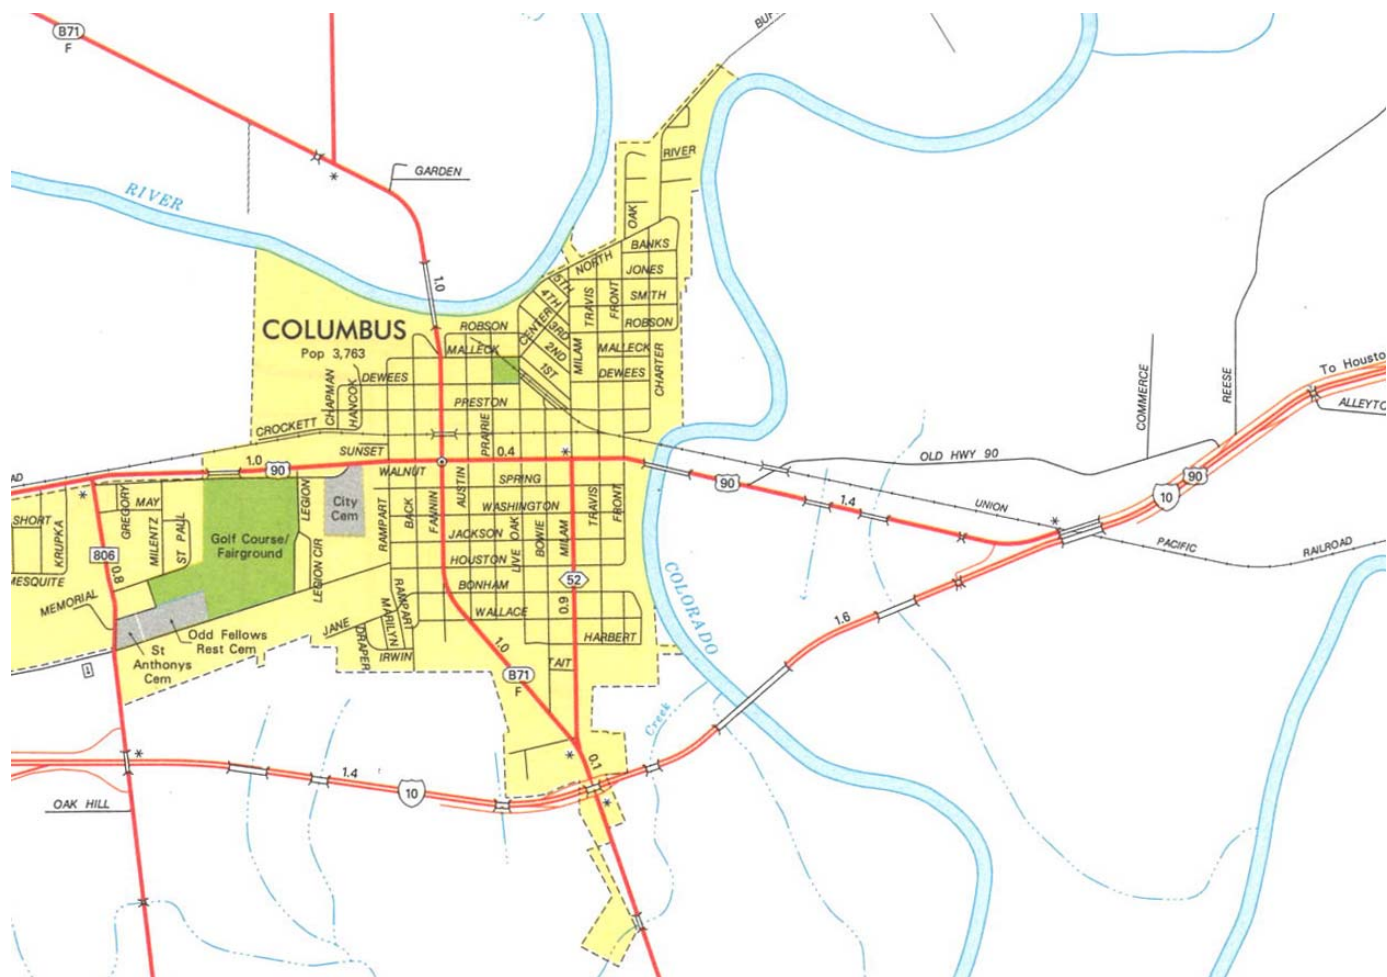 B71
F
BUF
RIVER
GARDEN
RIVER
OAK
BANKS
NORTH
JONES
5TH
4TH
SMITH
1.0
TRAVIS
FRONT
CENTER
3RD
ROBSON
ROBSON
COLUMBUS
Pop 3,763
MALLECK
2ND
MILAM
MALLECK
CHARTER
1ST
DEWEES
DEWEES
CHAPMAN
HANCOCK
PRESTON
CROCKETT
PRAIRIE
SUNSET
0.4
To Housto
COMMERCE
REESE
ALLEYTO
AD
1.0
90
WALNUT
OLD HWY 90
90
SPRING
AUSTIN
90
10
1.4
UNION
PACIFIC
RAILROAD
GREGORY
MAY
LEGION
City
Cem
RAMPART
BACK
FANNIN
WASHINGTON
TRAVIS
FRONT
SHORT
KRUPKA
MILENTZ
ST PAUL
Golf Course/
Fairground
JACKSON
LIVE OAK
BOWIE
MILAM
HOUSTON
806
0.8
LEGION CIR
MESQUITE
BONHAM
52
COLORADO
MEMORIAL
RAMPART
MARILYN
WALLACE
0.9
1.6
Odd Fellows
Rest Cem
JANE
DRAPER
IRWIN
HARBERT
St
Anthonys
Cem
1.0
TAIT
B71
F
Creek
0.1
1.4
10
OAK HILL